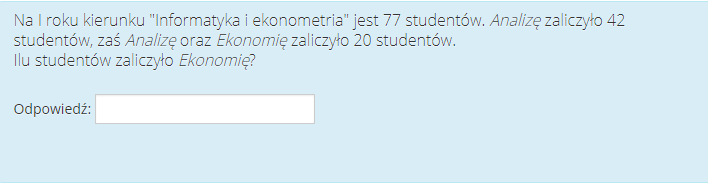 Na I roku kierunku "Informatyka i ekonometria" jest 77 studentów. Analizę zaliczyło 42
studentów, zaś Analizę oraz Ekonomię zaliczyło 20 studentów.
Ilu studentów zaliczyło Ekonomię?
Odpowiedź: